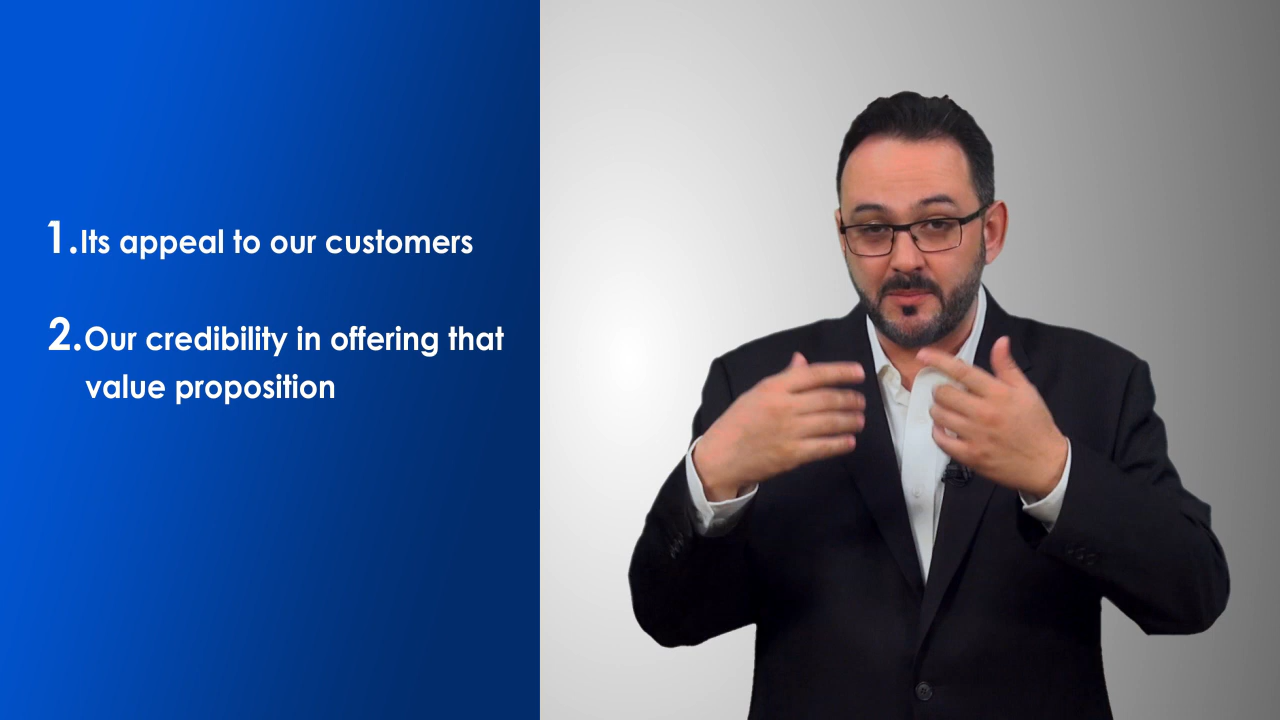 1.Its appeal to our customers
2.Our credibility in offering that
value proposition